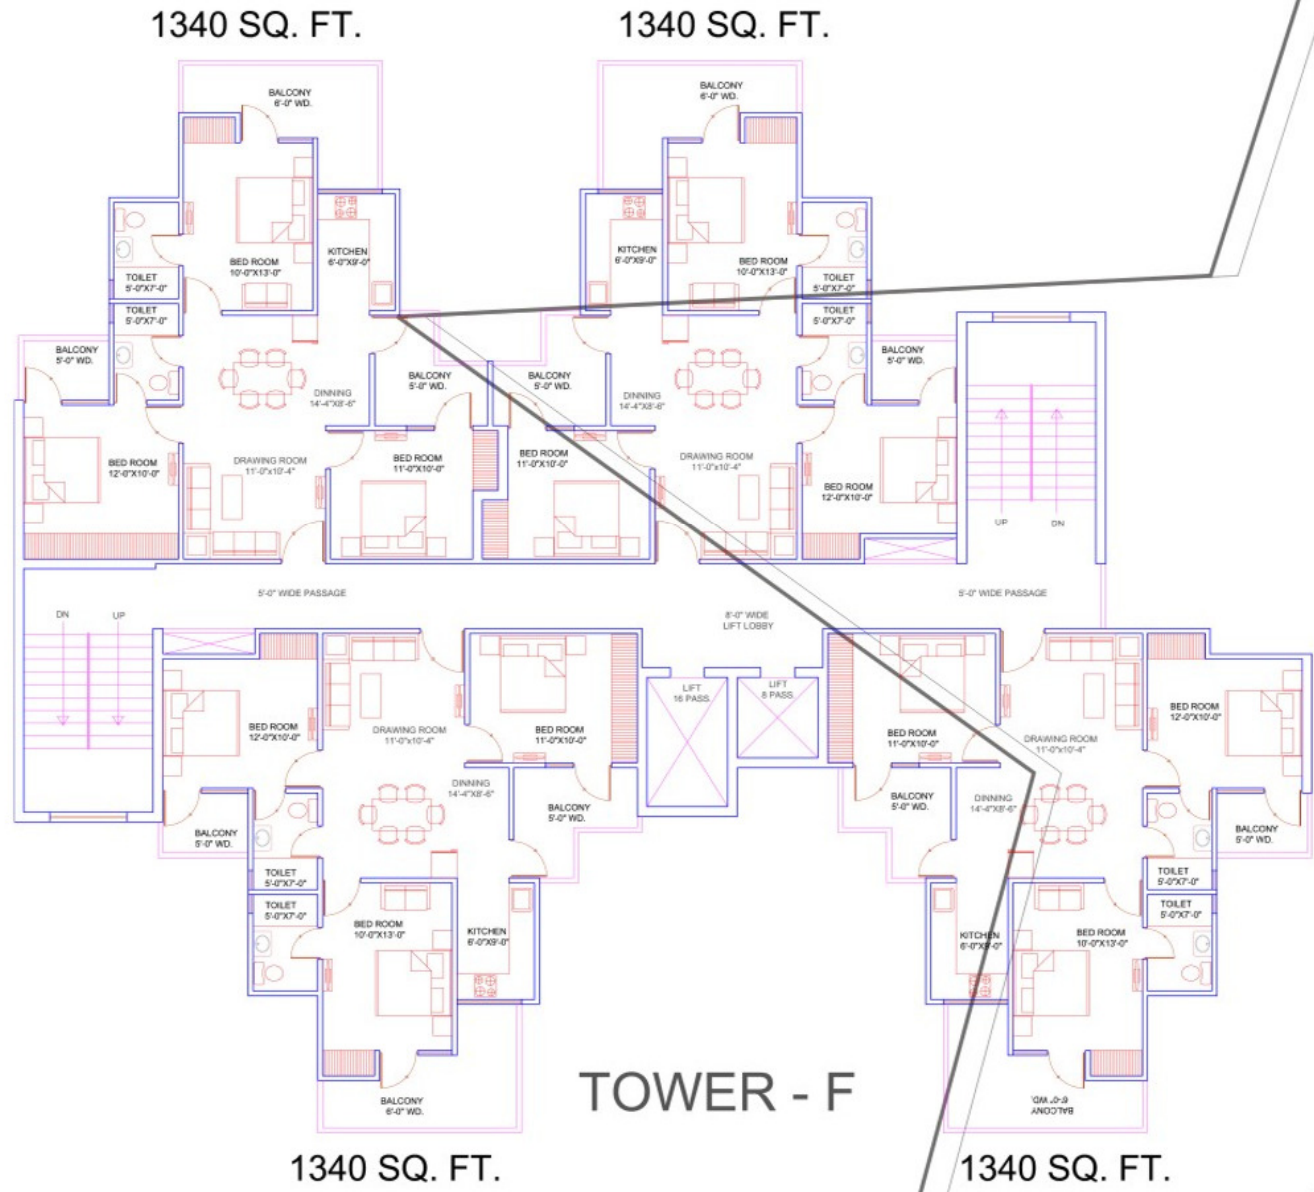 1340 SQ. FT.
1340 SQ. FT.
BALCONY
6'-0" WD.
BALCONY
6'-0" WD.
KITCHEN
6'-0"X9'-0"
BED ROOM
10'-0"X13'-0"
TOILET
5'-0"X7'-0"
TOILET
5'-0"X7'-0"
KITCHEN
6'-0"X9'-0"
BED ROOM
10'-0"X13'-0"
TOILET
5'-0"X7'-0"
TOILET
5'-0"X7'-0"
BALCONY
5'-0" WD.
BALCONY
5'-0" WD.
BALCONY
5'-0" WD.
BALCONY
5'-0" WD.
DINNING
14'-4"X8'-6"
DINNING
14'-4"X8'-6"
BED ROOM
12'-0"X10'-0"
DRAWING ROOM
11'-0"x10'-4"
BED ROOM
11'-0"X10'-0"
BED ROOM
11'-0"X10'-0"
DRAWING ROOM
11'-0"x10'-4"
BED ROOM
12'-0"X10'-0"
UP
DN
5'-0" WIDE PASSAGE
8'-0" WIDE
LIFT LOBBY
5'-0" WIDE PASSAGE
DN
UP
BED ROOM
12'-0"X10'-0"
DRAWING ROOM
11'-0"x10'-4"
BED ROOM
11'-0"X10'-0"
LIFT
16 PASS.
LIFT
8 PASS
BED ROOM
11'-0"X10'-0"
DRAWING ROOM
11'-0"x10'-4"
BED ROOM
12'-0"X10'-0"
DINNING
14'-4"X8'-6"
DINNING
14'-4"X8'-6"
BALCONY
5'-0" WD.
BALCONY
5'-0" WD.
BALCONY
5'-0" WD.
BALCONY
5'-0" WD.
TOILET
5'-0"X7'-0"
TOILET
5'-0"X7'-0"
TOILET
5'-0"X7'-0"
TOILET
5'-0"X7'-0"
BED ROOM
10'-0"X13'-0"
KITCHEN
6'-0"X9'-0"
KITCHEN
6'-0"X9'-0"
BED ROOM
10'-0"X13'-0"
TOWER - F
BALCONY
6'-0" WD.
BALCONY
6'-0" WD.
1340 SQ. FT.
1340 SQ. FT.